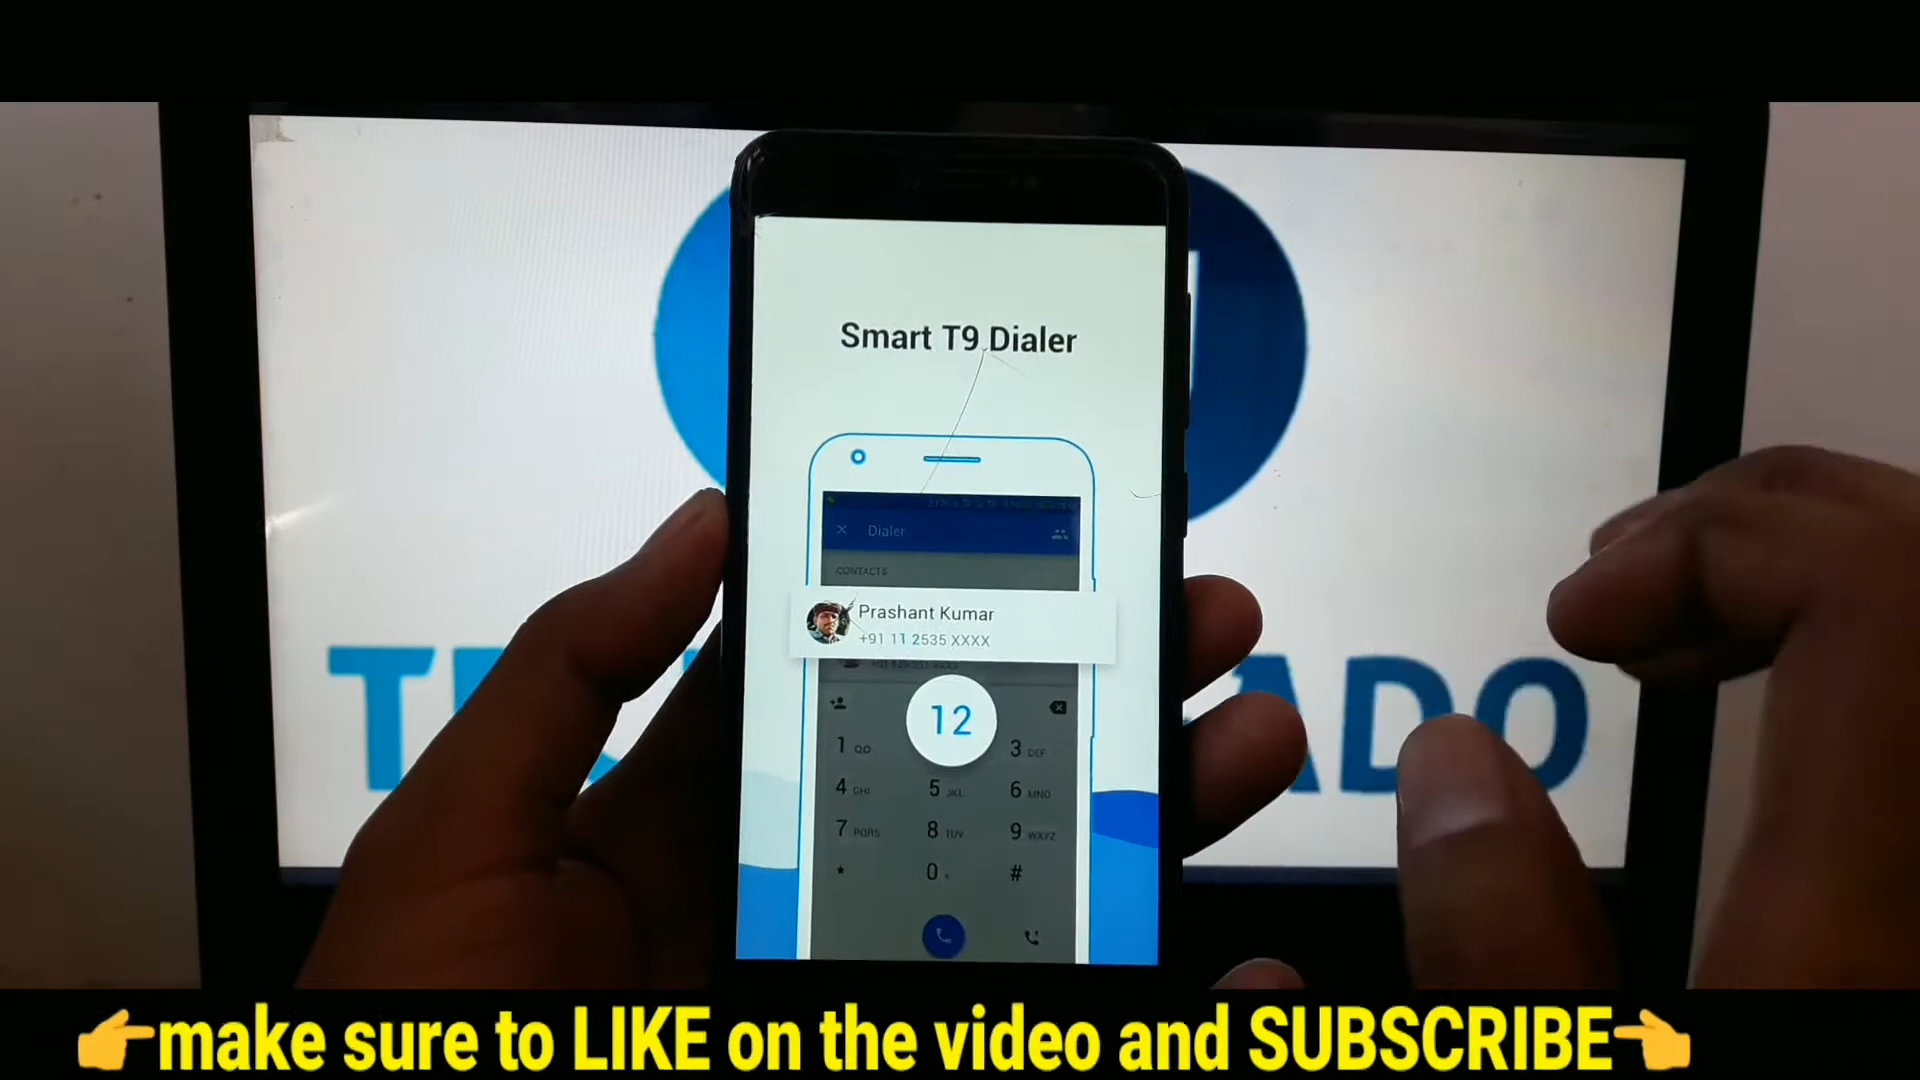 Smart T9 Dialer
Dialer
CONTACTS
Prashant Kumar
+91 11 2535 XXXX
12
1
3 DEF
4 GHI
5 JKL
6 MNO
7 PQRS
8 TUV
9 WXYZ
*
0 +
#
ADO
make sure to LIKE on the video and SUBSCRIBE